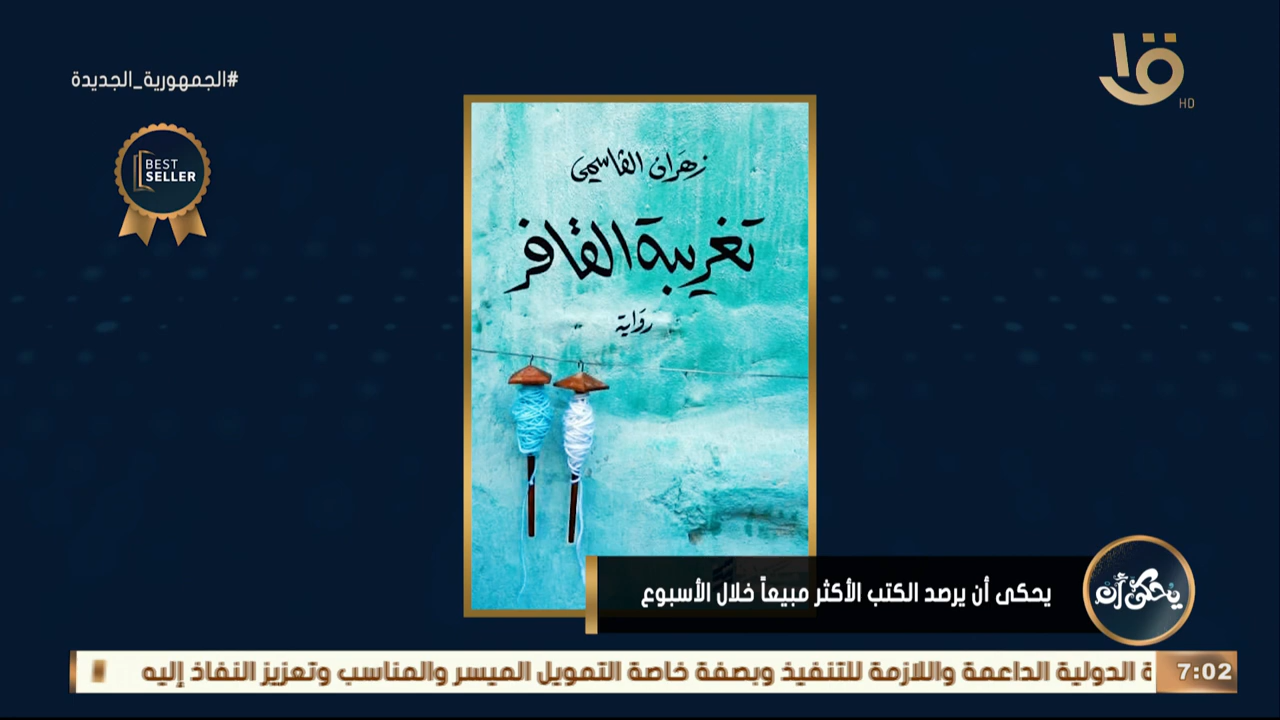 #الجمهورية_الجديدة
HD
BEST
SELLER
زهران القاسمي
تغريبة القافر
رواية
يحكى أن يرصد الكتب الأكثر مبيعاً خلال الأسبوع
يحكى أن
7:02
ة الدولية الداعمة واللازمة للتنفيذ وبصفة خاصة التمويل الميسر والمناسب وتعزيز النفاذ إليه